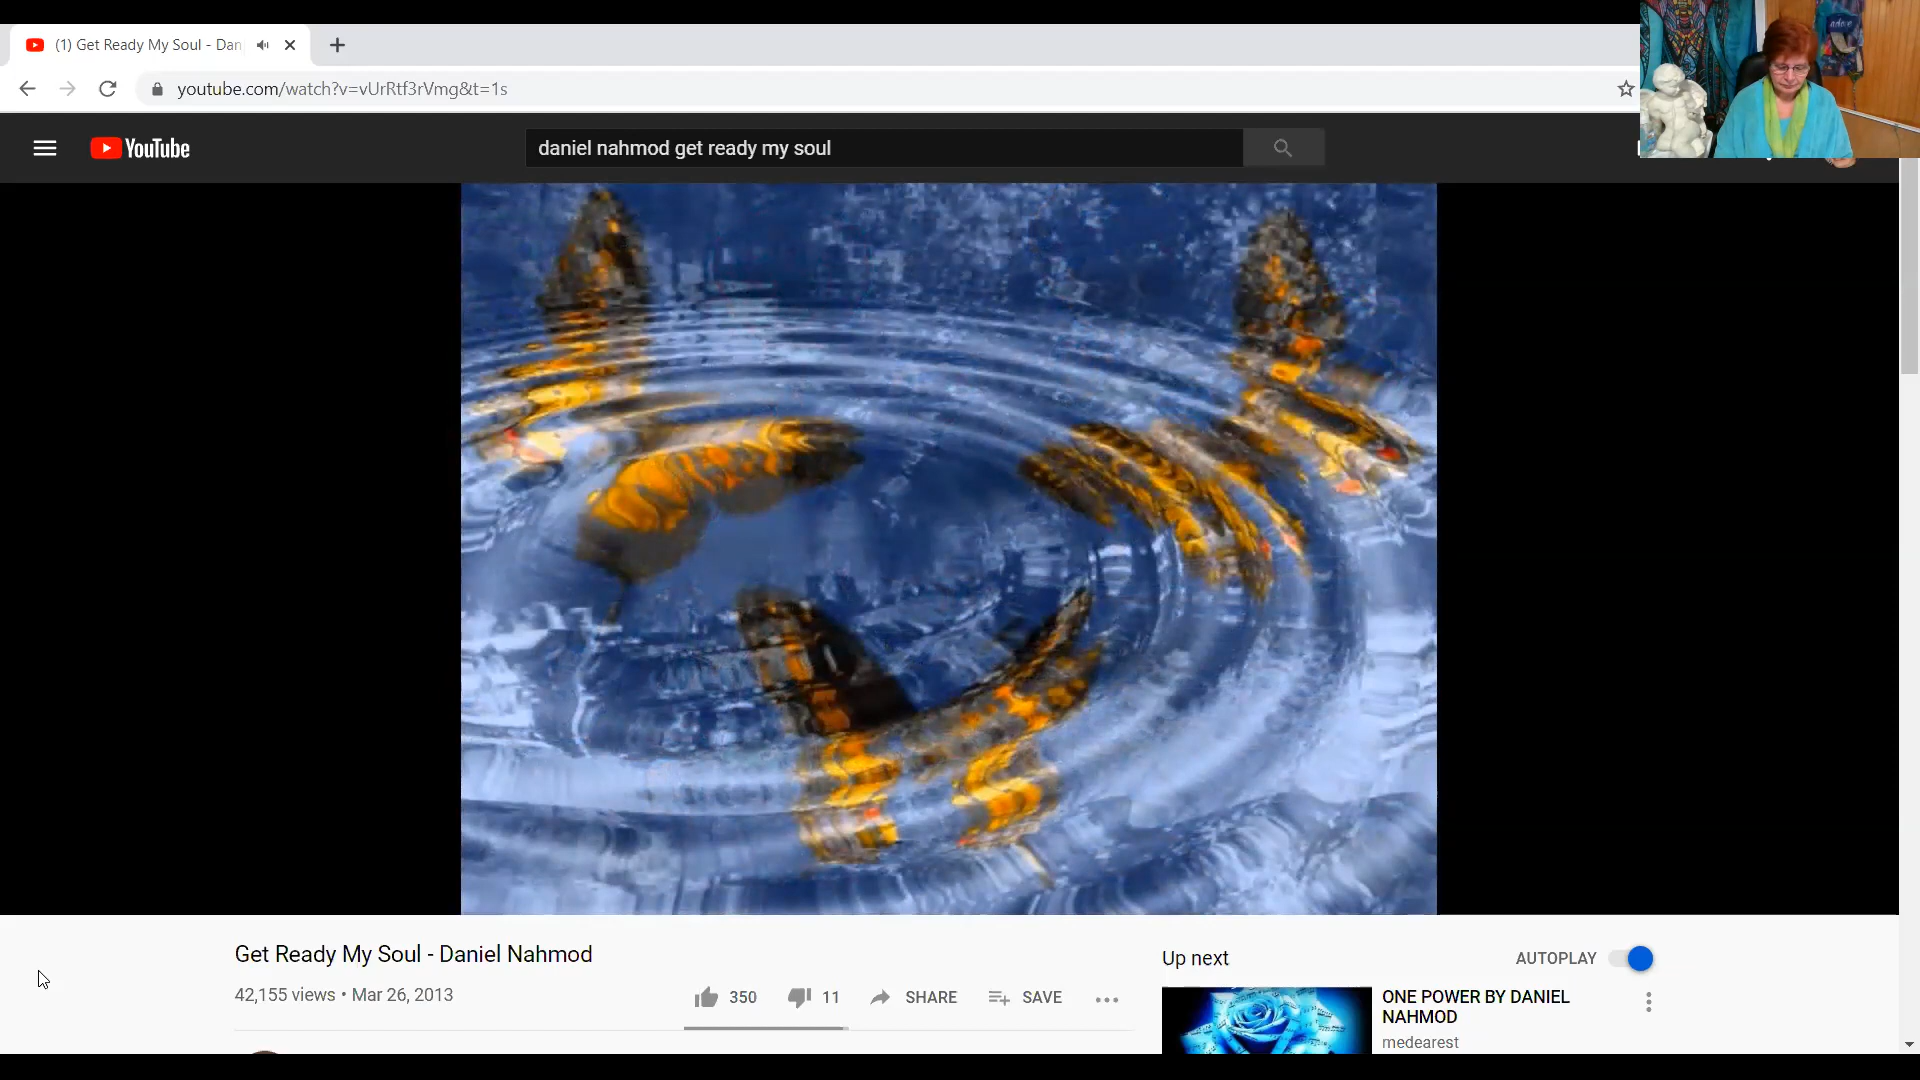 (1) Get Ready My Soul - Dan
youtube.com/watch?v=vUrRtf3rVmg&t=1s
YouTube
daniel nahmod get ready my soul
Get Ready My Soul - Daniel Nahmod
42,155 views • Mar 26, 2013
350
11
SHARE
SAVE
Up next
AUTOPLAY
ONE POWER BY DANIEL
NAHMOD
medearest